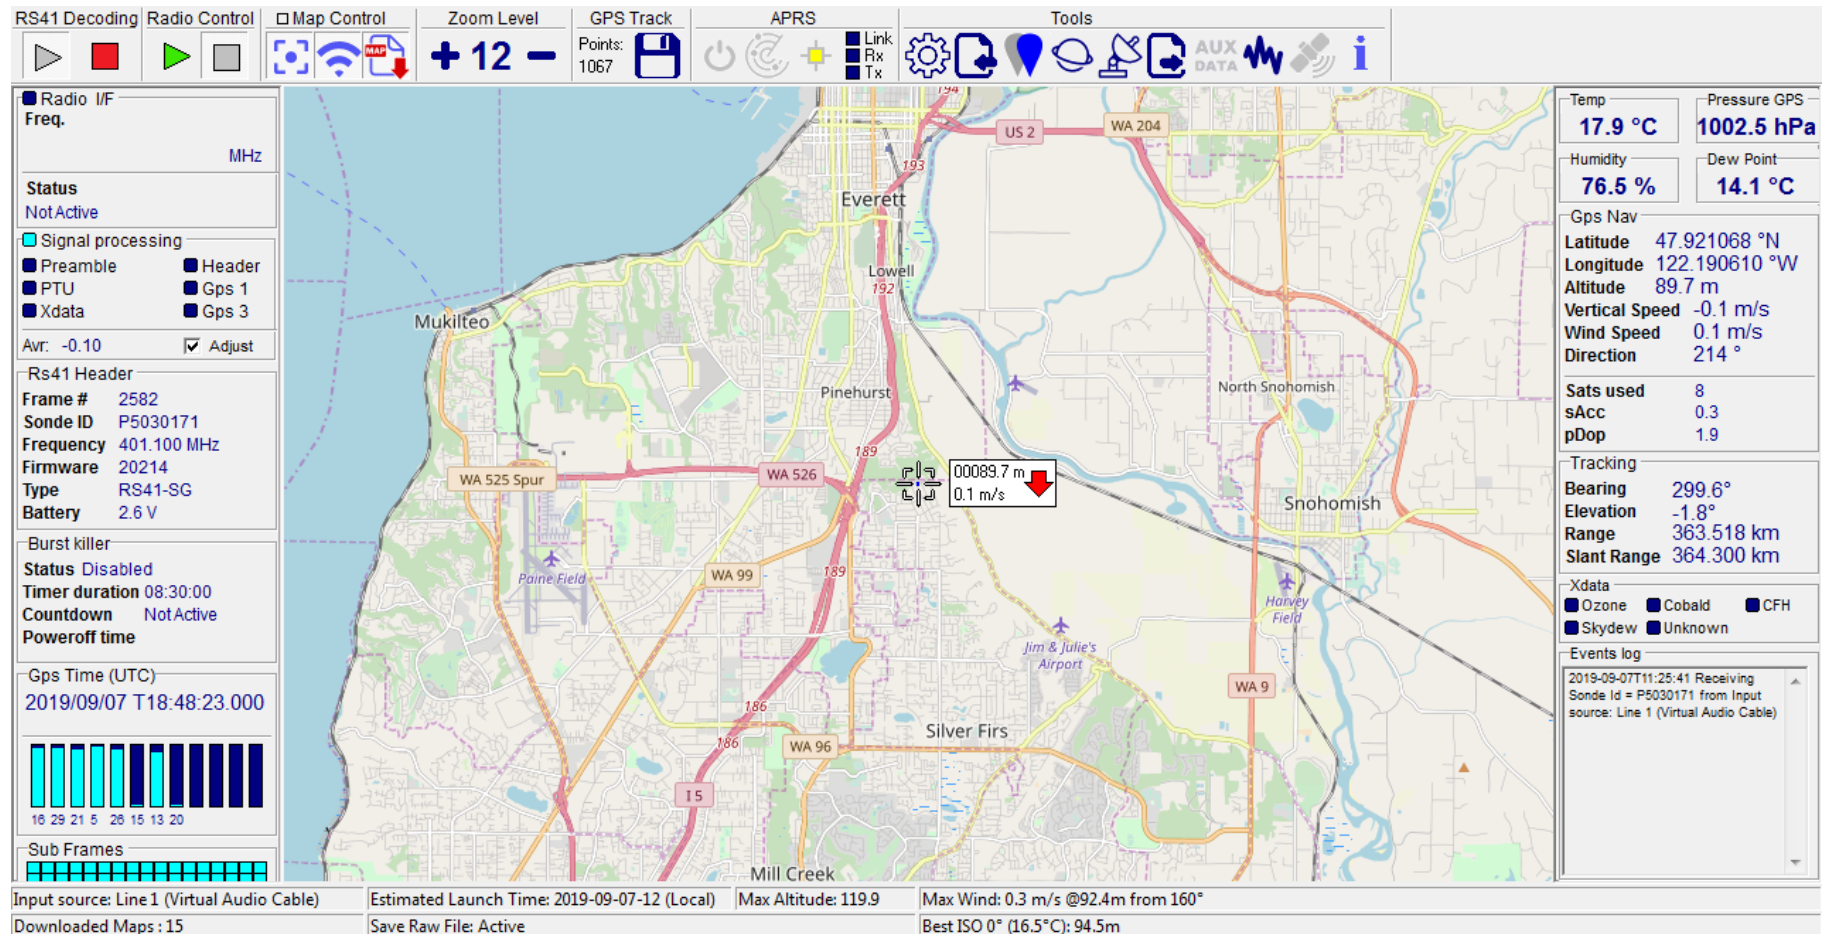 RS41 Decoding Radio Control Map Control Zoom Level GPS Track APRS Tools
+ 12 −
Points:
1067
Link
Rx
Tx
MAP
AUX
DATA
i
Radio I/F
Freq.
MHz
Status
Not Active
Signal processing
Preamble Header
PTU Gps 1
Xdata Gps 3
Avr: -0.10 Adjust
Rs41 Header
Frame # 2582
Sonde ID P5030171
Frequency 401.100 MHz
Firmware 20214
Type RS41-SG
Battery 2.6 V
Burst killer
Status Disabled
Timer duration 08:30:00
Countdown Not Active
Poweroff time
Gps Time (UTC)
2019/09/07 T18:48:23.000
16 29 21 5 26 15 13 20
Sub Frames
194
US 2
WA 204
193
Everett
Lowell
192
Mukilteo
Pinehurst
North Snohomish
189
WA 525 Spur
WA 526
00089.7 m
0.1 m/s
Snohomish
189
Paine Field
WA 99
Harvey
Field
Jim & Julie's
Airport
WA 9
186
Silver Firs
186
WA 96
I 5
Mill Creek
Temp Pressure GPS
17.9 °C 1002.5 hPa
Humidity Dew Point
76.5 % 14.1 °C
Gps Nav
Latitude 47.921068 °N
Longitude 122.190610 °W
Altitude 89.7 m
Vertical Speed -0.1 m/s
Wind Speed 0.1 m/s
Direction 214 °
Sats used 8
sAcc 0.3
pDop 1.9
Tracking
Bearing 299.6°
Elevation -1.8°
Range 363.518 km
Slant Range 364.300 km
Xdata
Ozone Cobald CFH
Skydew Unknown
Events log
2019-09-07T11:25:41 Receiving
Sonde Id = P5030171 from Input
source: Line 1 (Virtual Audio Cable)
Input source: Line 1 (Virtual Audio Cable) Estimated Launch Time: 2019-09-07-12 (Local) Max Altitude: 119.9 Max Wind: 0.3 m/s @92.4m from 160°
Downloaded Maps : 15 Save Raw File: Active Best ISO 0° (16.5°C): 94.5m